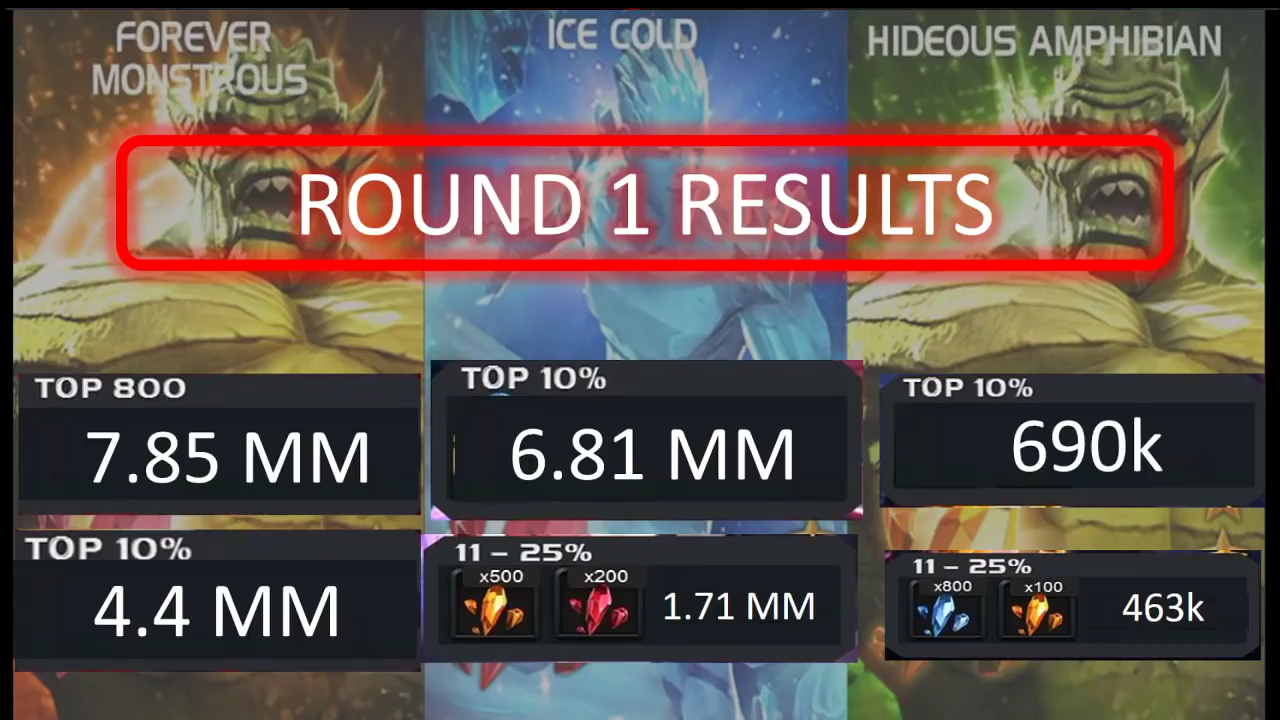 FOREVER
MONSTROUS
ICE COLD
HIDEOUS AMPHIBIAN
ROUND 1 RESULTS
TOP 800
7.85 MM
TOP 10%
4.4 MM
TOP 10%
6.81 MM
11 – 25%
x500
x200
1.71 MM
TOP 10%
690k
11 – 25%
x800
x100
463k